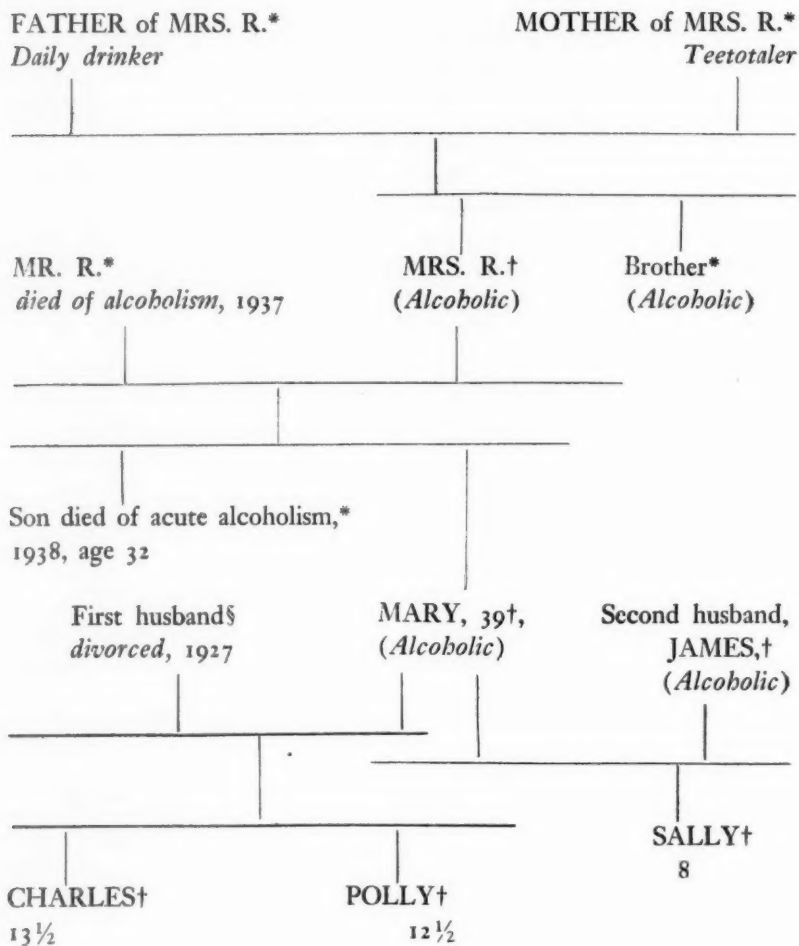 FATHER of MRS. R.* MOTHER of MRS. R.*
Daily drinker Teetotaler
MR. R.* MRS. R.† Brother*
died of alcoholism, 1937 (Alcoholic) (Alcoholic)
Son died of acute alcoholism,*
1938, age 32
First husband§ MARY, 39†, Second husband,
divorced, 1927 (Alcoholic) JAMES,†
(Alcoholic)
SALLY†
8
CHARLES† POLLY†
13½ 12½